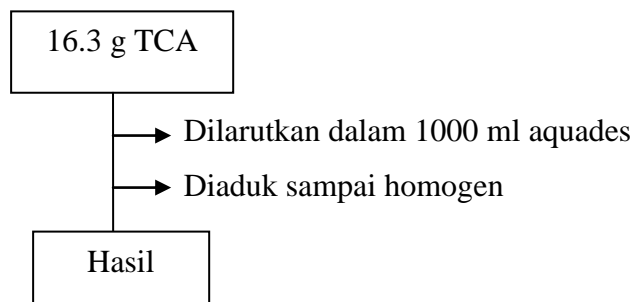 16.3 g TCA
Dilarutkan dalam 1000 ml aquades
Diaduk sampai homogen
Hasil